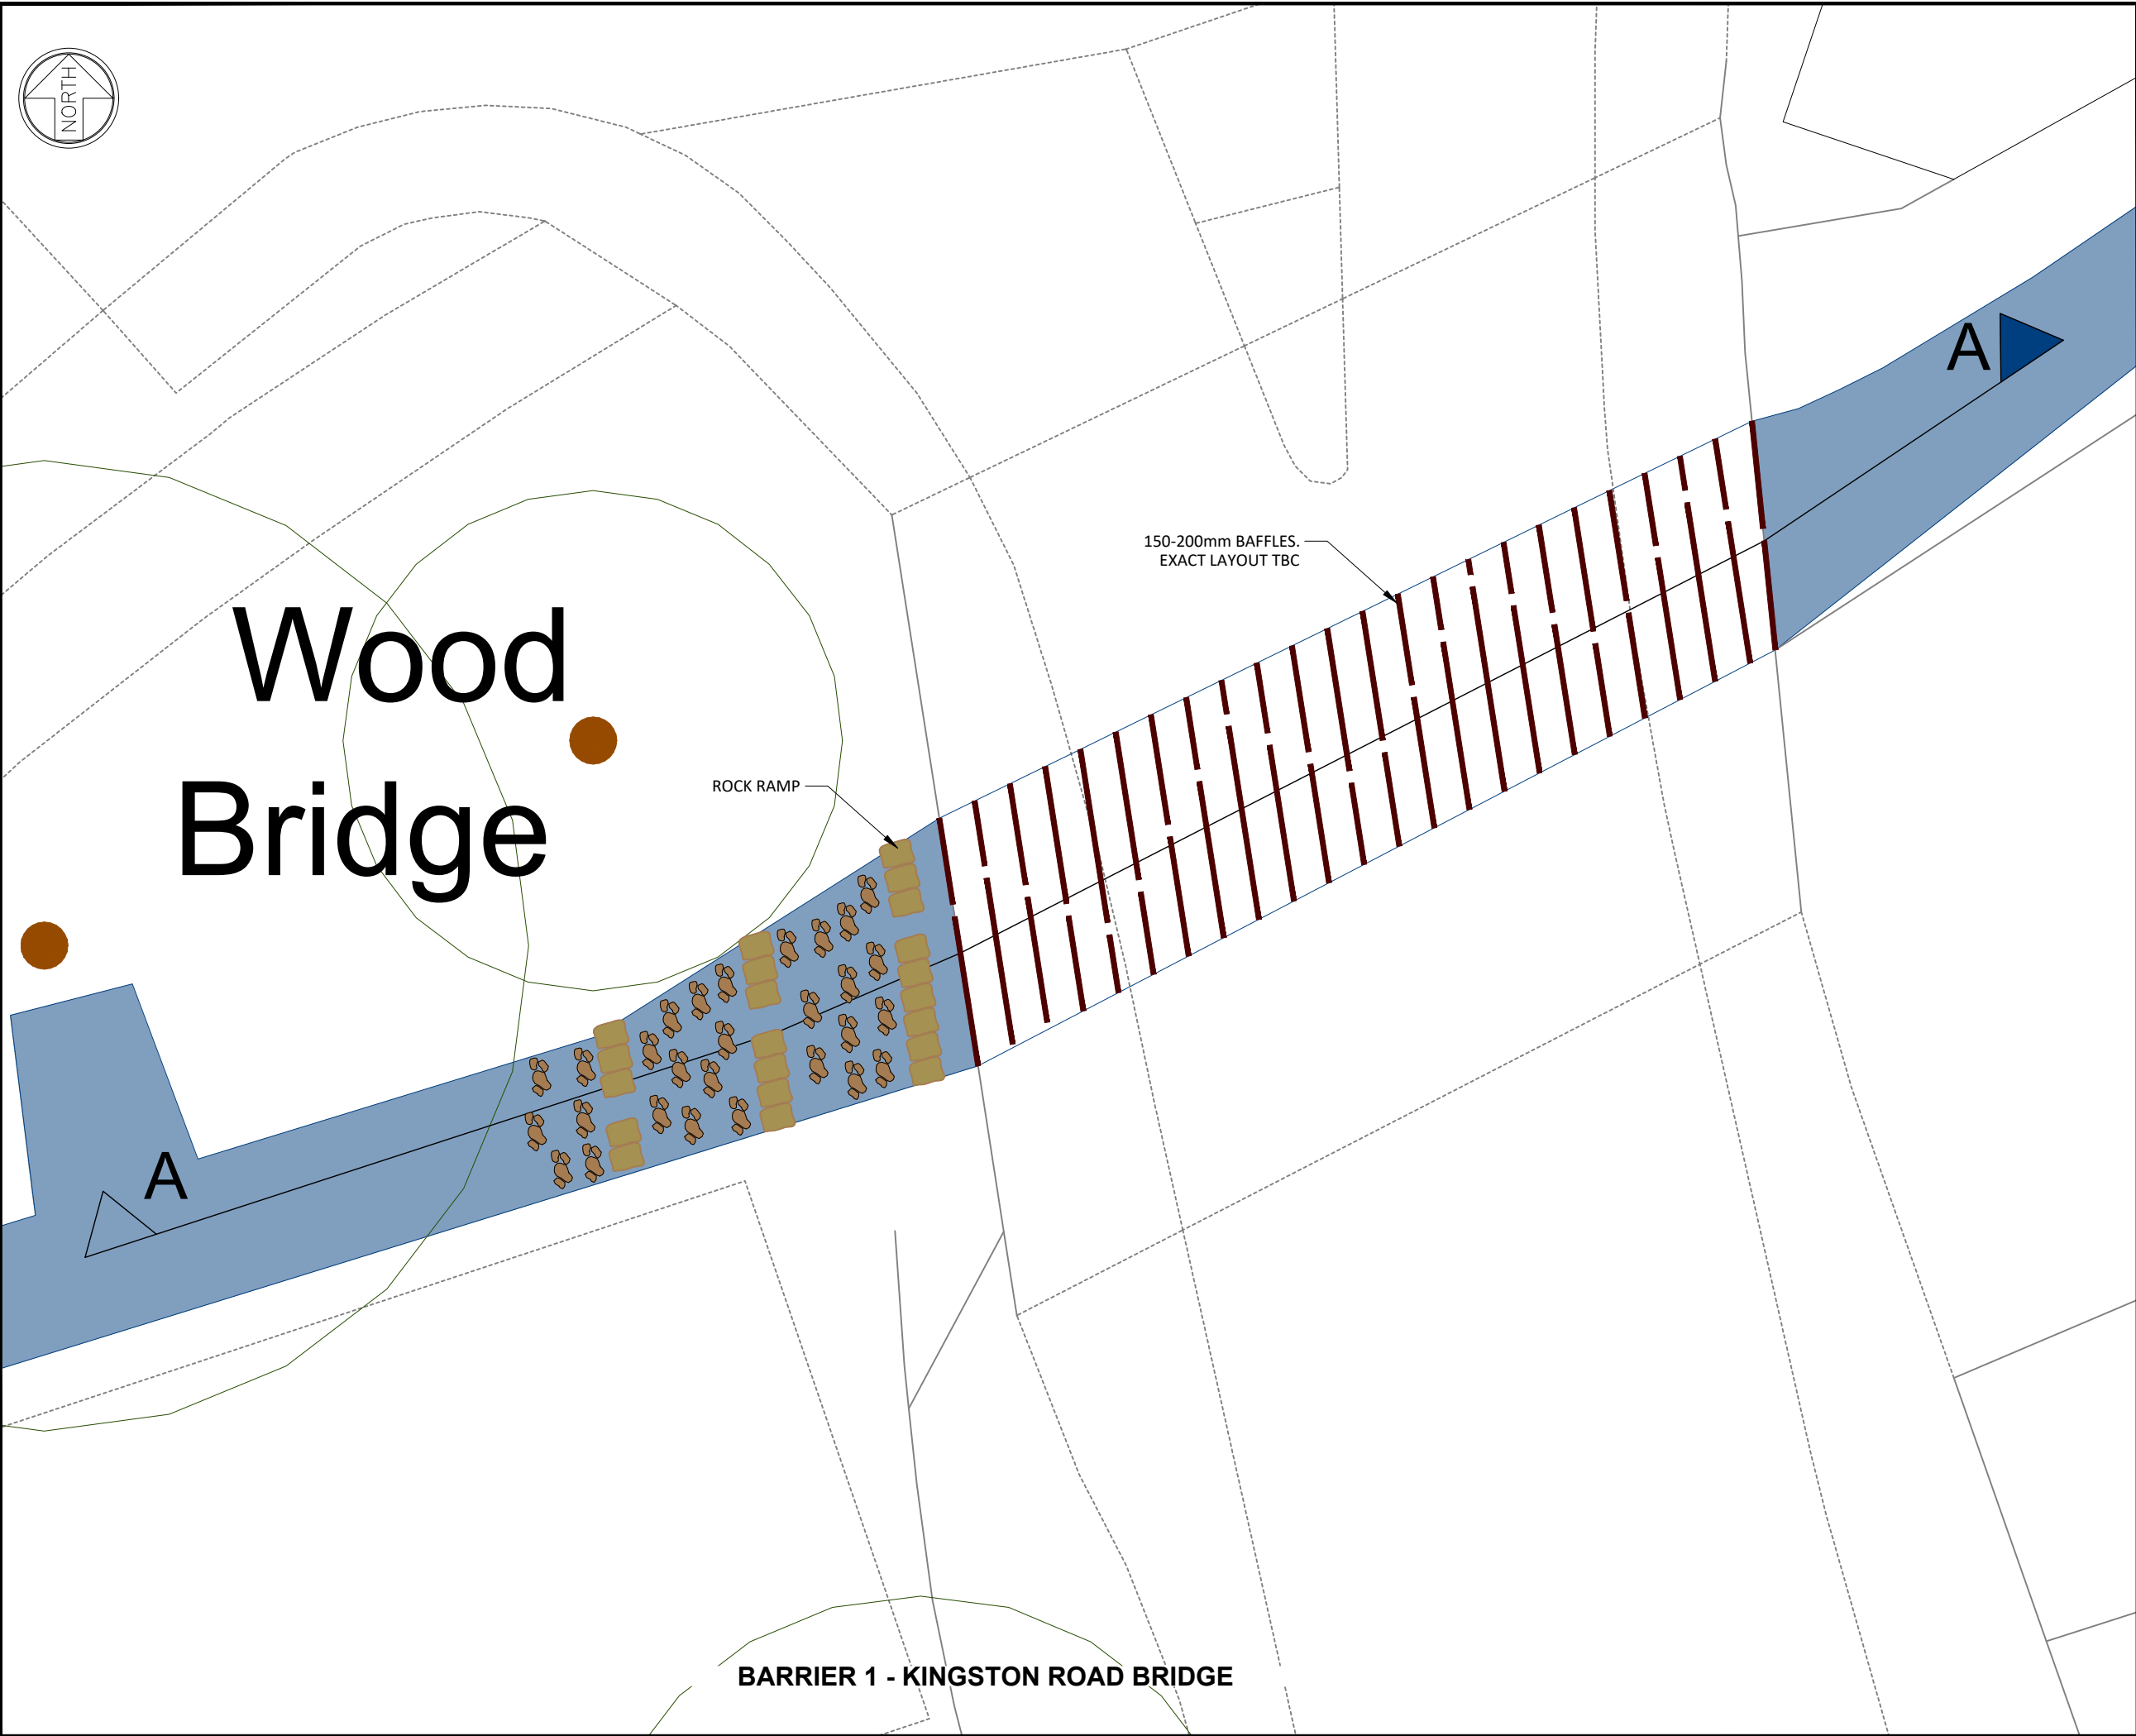 NORTH
A
150-200mm BAFFLES.
EXACT LAYOUT TBC
Wood
Bridge
ROCK RAMP
A
BARRIER 1 - KINGSTON ROAD BRIDGE